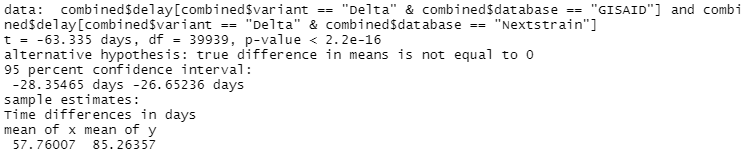 data:  combined$delay[combined$variant == "Delta" & combined$database == "GISAID"] and combi
ned$delay[combined$variant == "Delta" & combined$database == "Nextstrain"]
t = -63.335 days, df = 39939, p-value < 2.2e-16
alternative hypothesis: true difference in means is not equal to 0
95 percent confidence interval:
 -28.35465 days -26.65236 days
sample estimates:
Time differences in days
mean of x mean of y
 57.76007  85.26357